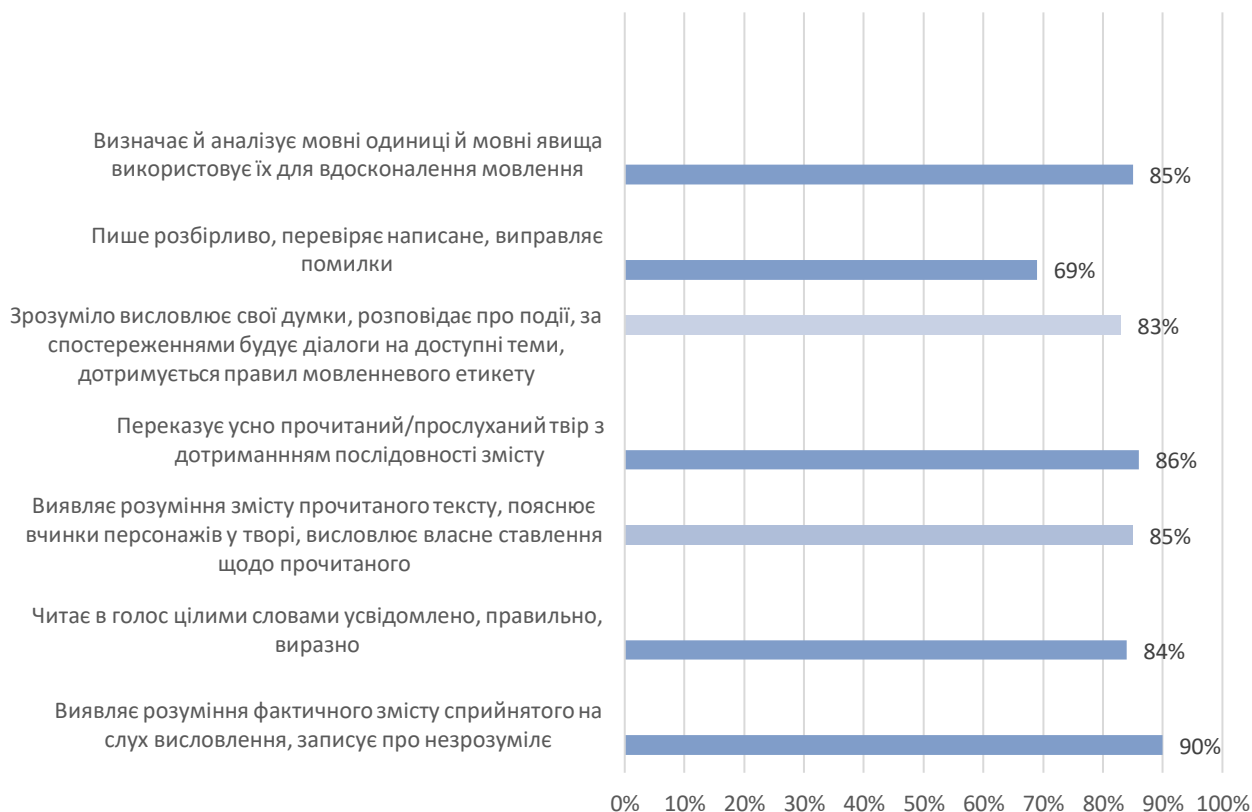 Визначає й аналізує мовні одиниці й мовні явища
використовує їх для вдосконалення мовлення
85%
Пише розбірливо, перевіряє написане, виправляє
помилки
69%
Зрозуміло висловлює свої думки, розповідає про події, за
спостереженнями будує діалоги на доступні теми,
дотримується правил мовленневого етикету
83%
Переказує усно прочитаний/прослуханий твір з
дотриманнням послідовності змісту
86%
Виявляє розуміння змісту прочитаного тексту, пояснює
вчинки персонажів у творі, висловлює власне ставлення
щодо прочитаного
85%
Читає в голос цілими словами усвідомлено, правильно,
виразно
84%
Виявляє розуміння фактичного змісту сприйнятого на
слух висловлення, записує про незрозумілє
90%
0% 10% 20% 30% 40% 50% 60% 70% 80% 90% 100%